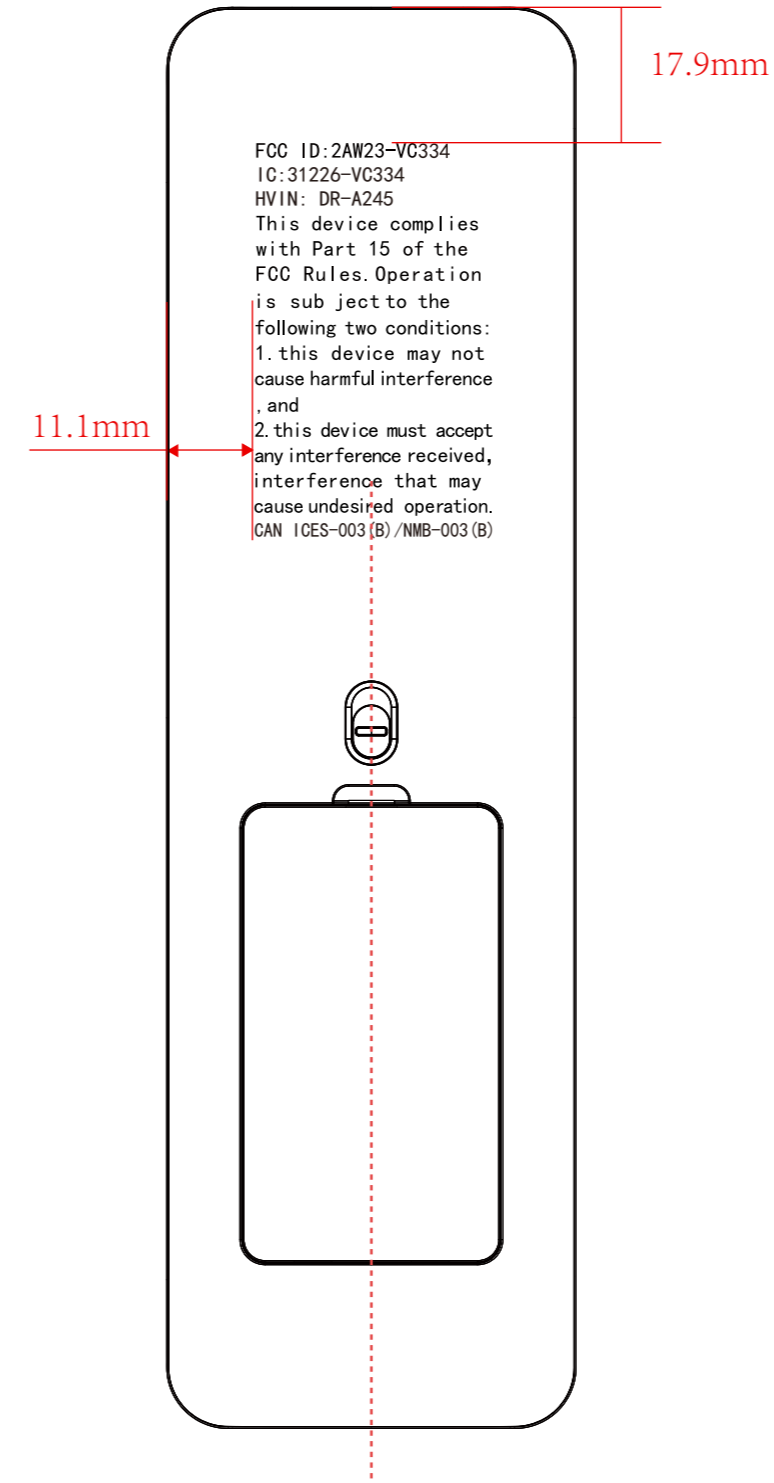 17.9mm
FCC ID:2AW23-VC334
IC:31226-VC334
HVIN: DR-A245
This device complies
with Part 15 of the
FCC Rules.Operation
is sub ject to the
following two conditions:
1.this device may not
cause harmful interference
,and
2.this device must accept
any interference received,
interference that may
cause undesired operation.
CAN ICES-003(B)/NMB-003(B)
11.1mm